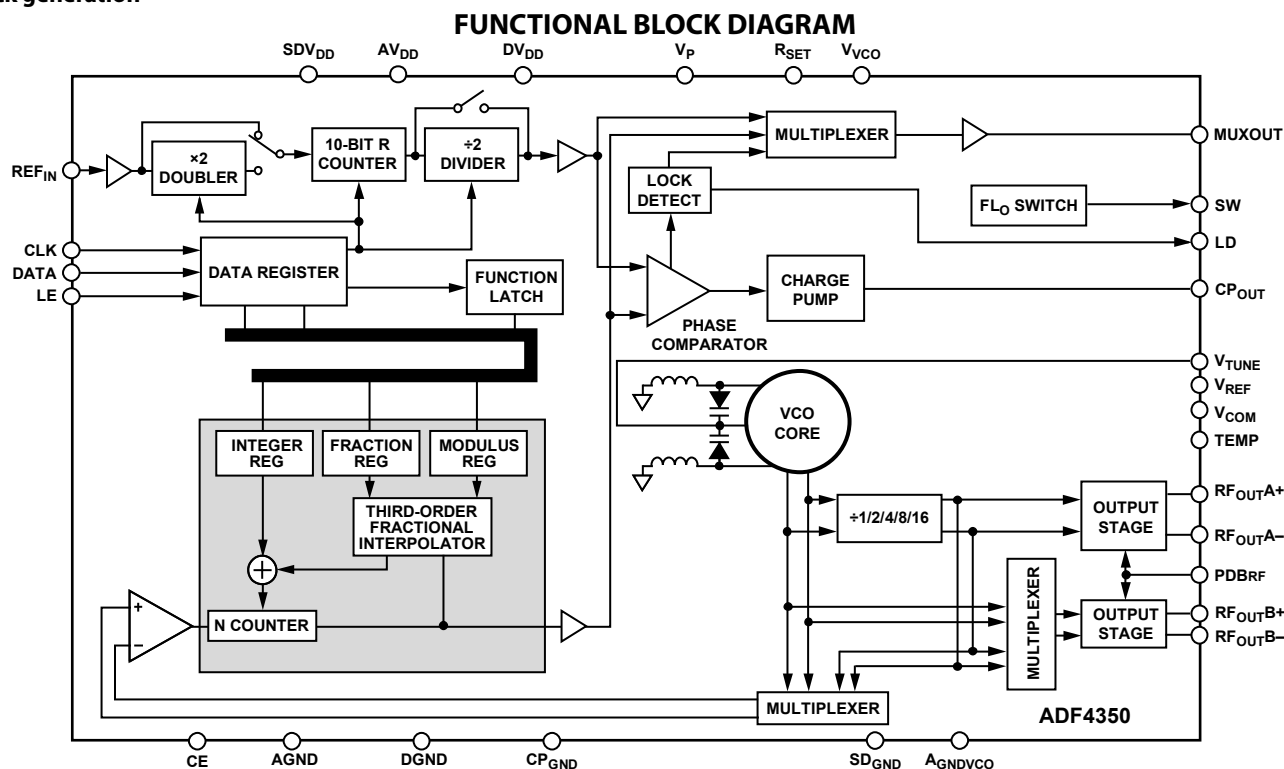 FUNCTIONAL BLOCK DIAGRAM
SDVDD
AVDD
DVDD
VP
RSET
VVCO
REFIN
×2
DOUBLER
10-BIT R
COUNTER
÷2
DIVIDER
MULTIPLEXER
MUXOUT
LOCK
DETECT
FLO SWITCH
SW
LD
CLK
DATA
LE
DATA REGISTER
FUNCTION
LATCH
PHASE
COMPARATOR
CHARGE
PUMP
CPOUT
VTUNE
VREF
VCOM
TEMP
VCO
CORE
INTEGER
REG
FRACTION
REG
MODULUS
REG
THIRD-ORDER
FRACTIONAL
INTERPOLATOR
+
−
N COUNTER
÷1/2/4/8/16
OUTPUT
STAGE
RFOUTA+
RFOUTA−
PDBRF
MULTIPLEXER
OUTPUT
STAGE
RFOUTB+
RFOUTB−
MULTIPLEXER
ADF4350
CE
AGND
DGND
CPGND
SDGND
AGNDVCO